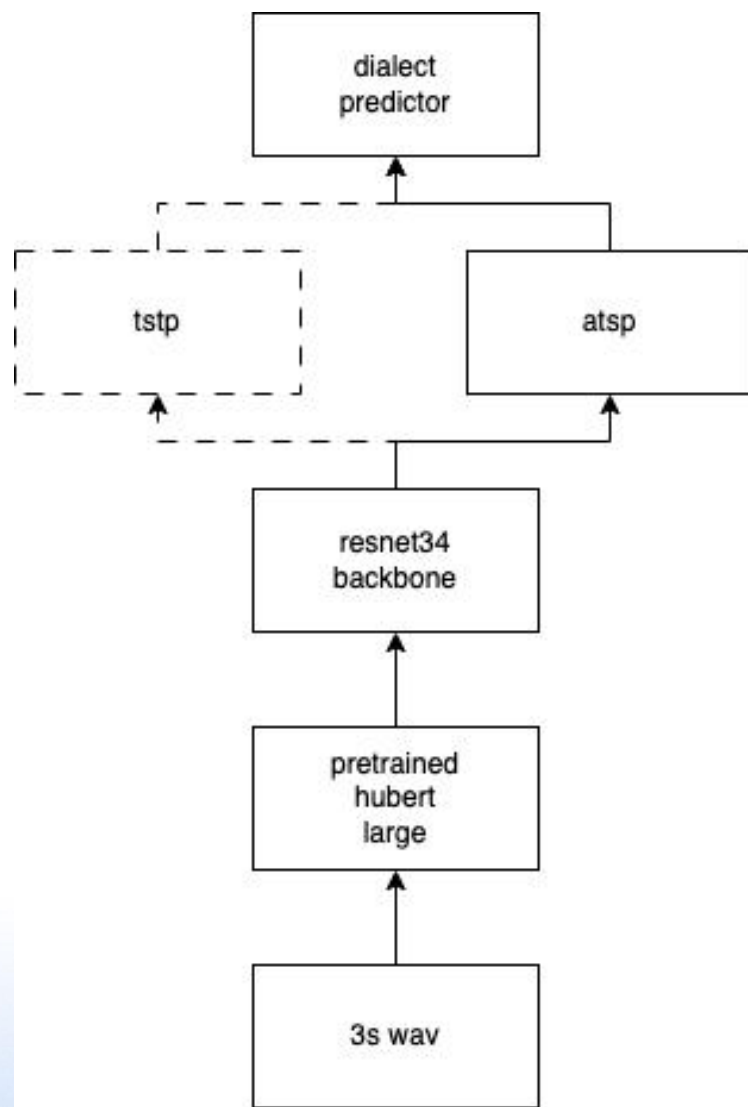 dialect
predictor
tstp
atsp
resnet34
backbone
pretrained
hubert
large
3s wav